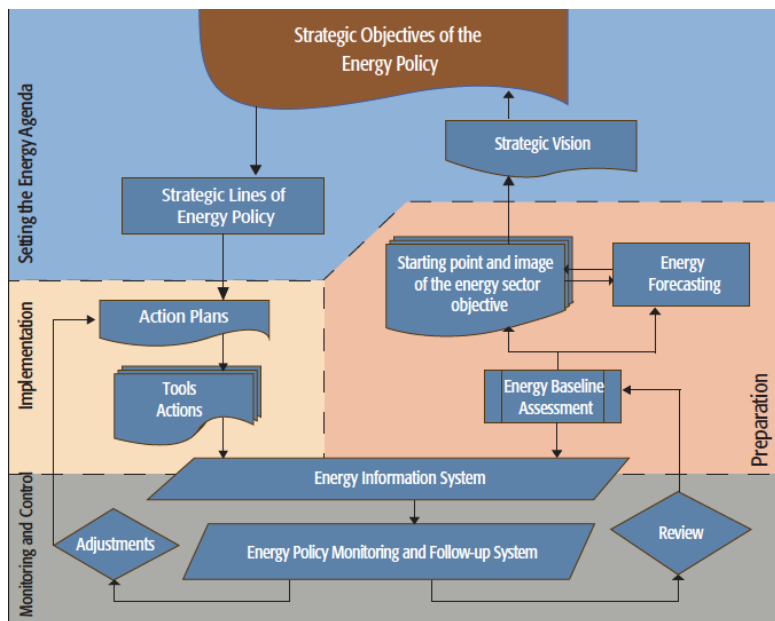 Strategic Objectives of the
Energy Policy
Setting the Energy Agenda
Strategic Vision
Strategic Lines of
Energy Policy
Starting point and image
of the energy sector
objective
Energy
Forecasting
Implementation
Action Plans
Tools
Actions
Energy Baseline
Assessment
Preparation
Energy Information System
Monitoring and Control
Adjustments
Energy Policy Monitoring and Follow-up System
Review